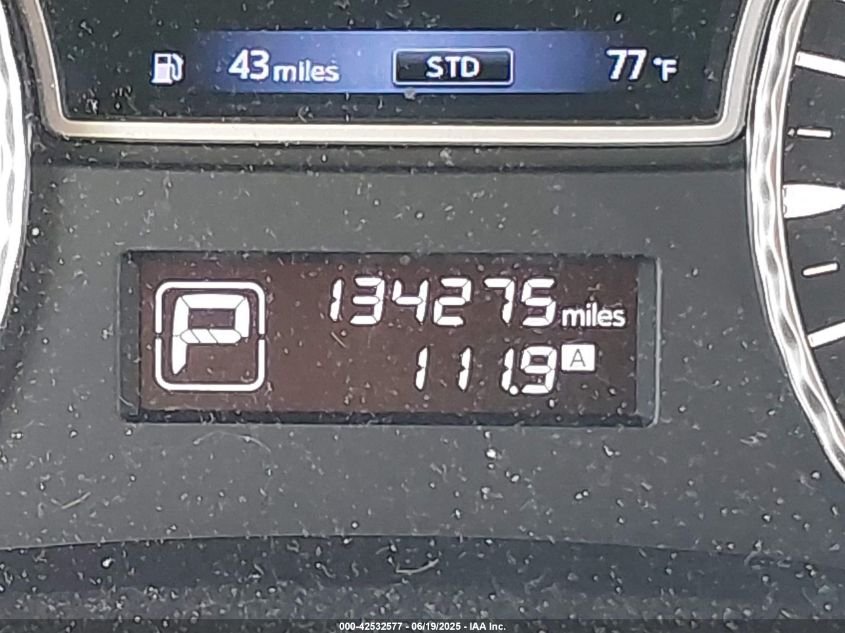 43 miles STD 77 °F
P 134275 miles
111.9 A
000-42532577 - 06/19/2025 - IAA Inc.